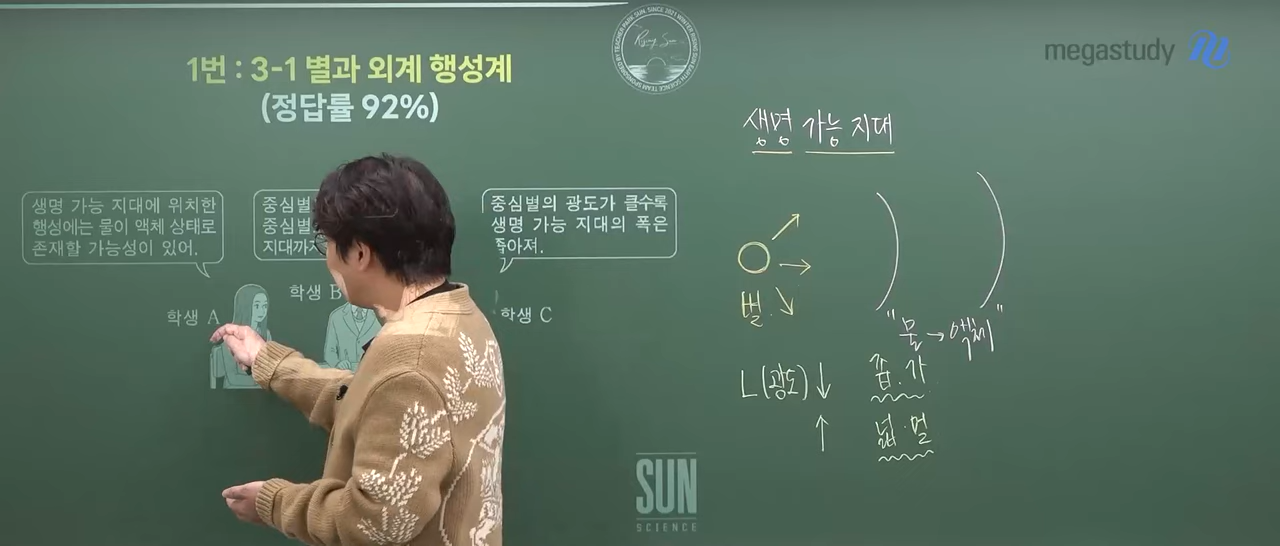 megastudy
1번 : 3-1 별과 외계 행성계
(정답률 92%)
생명 가능 지대에 위치한
행성에는 물이 액체 상태로
존재할 가능성이 있어.
중심별
중심별
지대까지
중심별의 광도가 클수록
생명 가능 지대의 폭은
좁아져.
학생 A
학생 B
학생 C
생명 가능 지대
별
"물→액체"
L(광도)↓ 좁.가
↑ 넓.멀
SUN
SCIENCE